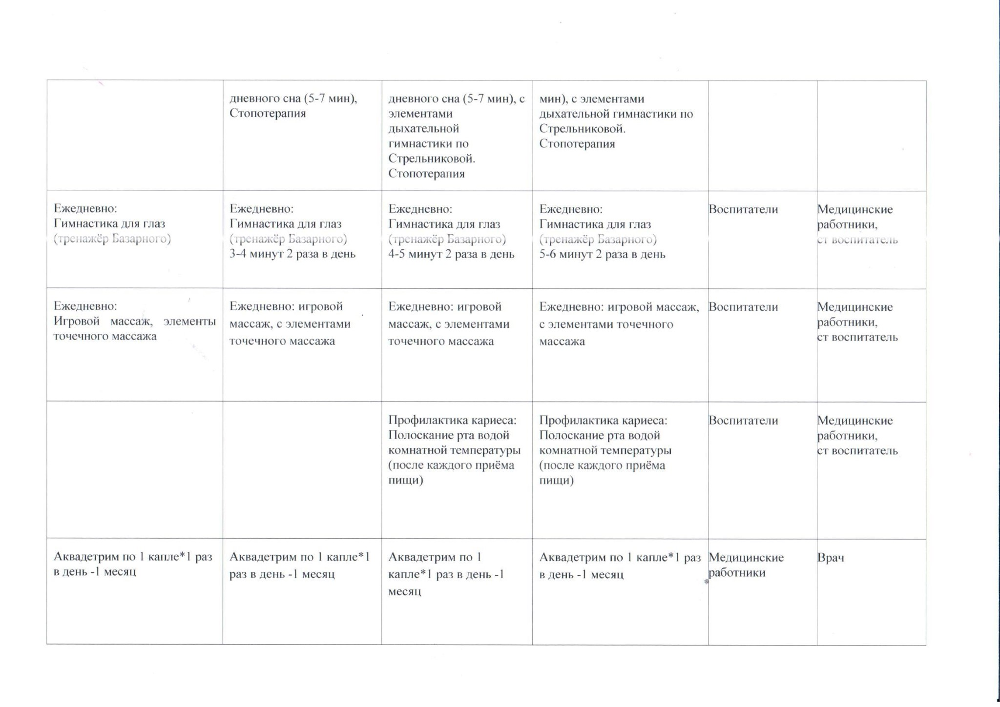 дневного сна (5-7 мин),
Стопотерапия
дневного сна (5-7 мин), с
элементами
дыхательной
гимнастики по
Стрельниковой.
Стопотерапия
мин), с элементами
дыхательной гимнастики по
Стрельниковой.
Стопотерапия
Ежедневно:
Гимнастика для глаз
(тренажёр Базарного)
Ежедневно:
Гимнастика для глаз
(тренажёр Базарного)
3-4 минут 2 раза в день
Ежедневно:
Гимнастика для глаз
(тренажёр Базарного)
4-5 минут 2 раза в день
Ежедневно:
Гимнастика для глаз
(тренажёр Базарного)
5-6 минут 2 раза в день
Воспитатели
Медицинские
работники,
ст воспитатель
Ежедневно:
Игровой массаж, элементы
точечного массажа
Ежедневно: игровой
массаж, с элементами
точечного массажа
Ежедневно: игровой
массаж, с элементами
точечного массажа
Ежедневно: игровой массаж,
с элементами точечного
массажа
Воспитатели
Медицинские
работники,
ст воспитатель
Профилактика кариеса:
Полоскание рта водой
комнатной температуры
(после каждого приёма
пищи)
Профилактика кариеса:
Полоскание рта водой
комнатной температуры
(после каждого приёма
пищи)
Воспитатели
Медицинские
работники,
ст воспитатель
Аквадетрим по 1 капле*1 раз
в день -1 месяц
Аквадетрим по 1 капле*1
раз в день -1 месяц
Аквадетрим по 1
капле*1 раз в день -1
месяц
Аквадетрим по 1 капле*1 раз
в день -1 месяц
Медицинские
работники
Врач